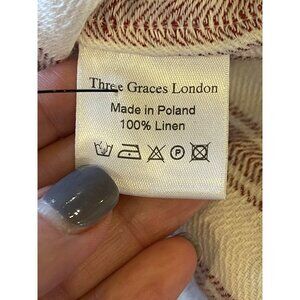 Three Graces London
Made in Poland
100% Linen
P